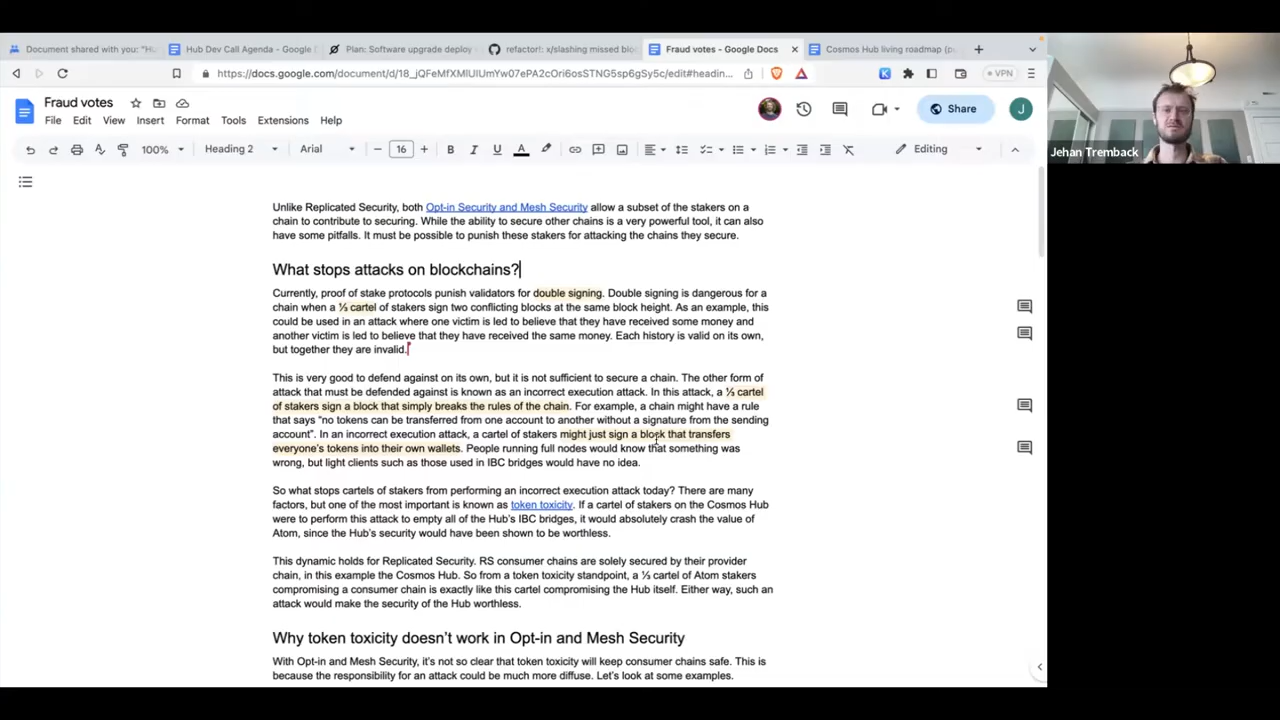 Document shared with you: "Hu
Hub Dev Call Agenda - Google D
Plan: Software upgrade deploy
refactor!: x/slashing missed blo
Fraud votes - Google Docs
Cosmos Hub living roadmap (pu
https://docs.google.com/document/d/18_jQFeMfXMIUIUmYw07ePA2cOri6osSTNG5sp6gSy5c/edit#headin...
VPN
Fraud votes
File Edit View Insert Format Tools Extensions Help
Share
J
100% Heading 2 Arial 16 B I U A Editing
Unlike Replicated Security, both Opt-in Security and Mesh Security allow a subset of the stakers on a
chain to contribute to securing. While the ability to secure other chains is a very powerful tool, it can also
have some pitfalls. It must be possible to punish these stakers for attacking the chains they secure.
What stops attacks on blockchains?
Currently, proof of stake protocols punish validators for double signing. Double signing is dangerous for a
chain when a ⅓ cartel of stakers sign two conflicting blocks at the same block height. As an example, this
could be used in an attack where one victim is led to believe that they have received some money and
another victim is led to believe that they have received the same money. Each history is valid on its own,
but together they are invalid.
This is very good to defend against on its own, but it is not sufficient to secure a chain. The other form of
attack that must be defended against is known as an incorrect execution attack. In this attack, a ⅓ cartel
of stakers sign a block that simply breaks the rules of the chain. For example, a chain might have a rule
that says “no tokens can be transferred from one account to another without a signature from the sending
account”. In an incorrect execution attack, a cartel of stakers might just sign a block that transfers
everyone’s tokens into their own wallets. People running full nodes would know that something was
wrong, but light clients such as those used in IBC bridges would have no idea.
So what stops cartels of stakers from performing an incorrect execution attack today? There are many
factors, but one of the most important is known as token toxicity. If a cartel of stakers on the Cosmos Hub
were to perform this attack to empty all of the Hub’s IBC bridges, it would absolutely crash the value of
Atom, since the Hub’s security would have been shown to be worthless.
This dynamic holds for Replicated Security. RS consumer chains are solely secured by their provider
chain, in this example the Cosmos Hub. So from a token toxicity standpoint, a ⅓ cartel of Atom stakers
compromising a consumer chain is exactly like this cartel compromising the Hub itself. Either way, such an
attack would make the security of the Hub worthless.
Why token toxicity doesn’t work in Opt-in and Mesh Security
With Opt-in and Mesh Security, it’s not so clear that token toxicity will keep consumer chains safe. This is
because the responsibility for an attack could be much more diffuse. Let’s look at some examples.
Jehan Tremback